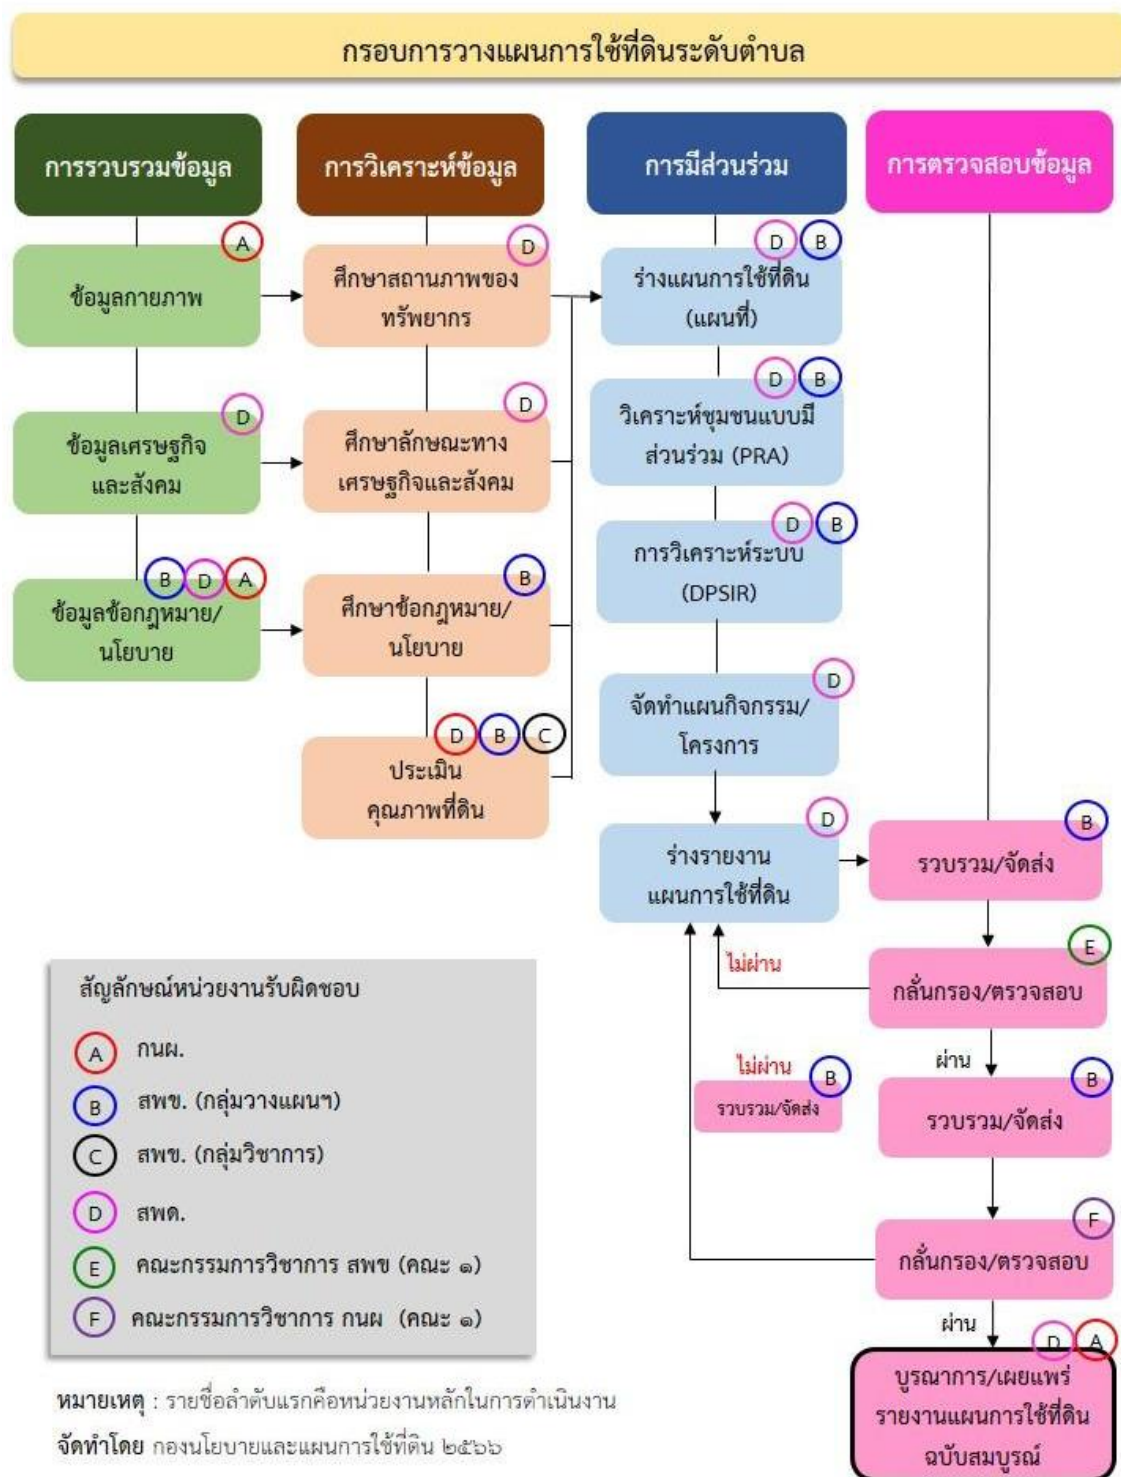 กรอบการวางแผนการใช้ที่ดินระดับตำบล
การรวบรวมข้อมูล
A
ข้อมูลกายภาพ
D
ข้อมูลเศรษฐกิจ
และสังคม
B D A
ข้อมูลข้อกฎหมาย/
นโยบาย
การวิเคราะห์ข้อมูล
D
ศึกษาสถานภาพของ
ทรัพยากร
D
ศึกษาลักษณะทาง
เศรษฐกิจและสังคม
B
ศึกษาข้อกฎหมาย/
นโยบาย
D B C
ประเมิน
คุณภาพที่ดิน
การมีส่วนร่วม
D B
ร่างแผนการใช้ที่ดิน
(แผนที่)
D B
วิเคราะห์ชุมชนแบบมี
ส่วนร่วม (PRA)
D B
การวิเคราะห์ระบบ
(DPSIR)
D
จัดทำแผนกิจกรรม/
โครงการ
D
ร่างรายงาน
แผนการใช้ที่ดิน
การตรวจสอบข้อมูล
B
รวบรวม/จัดส่ง
E
กลั่นกรอง/ตรวจสอบ
ไม่ผ่าน
ผ่าน
B
รวบรวม/จัดส่ง
ไม่ผ่าน
B
รวบรวม/จัดส่ง
F
กลั่นกรอง/ตรวจสอบ
ผ่าน
D A
บูรณาการ/เผยแพร่
รายงานแผนการใช้ที่ดิน
ฉบับสมบูรณ์
สัญลักษณ์หน่วยงานรับผิดชอบ
A กนผ.
B สพข. (กลุ่มวางแผนฯ)
C สพข. (กลุ่มวิชาการ)
D สพด.
E คณะกรรมการวิชาการ สพข (คณะ ๑)
F คณะกรรมการวิชาการ กนผ (คณะ ๑)
หมายเหตุ : รายชื่อลำดับแรกคือหน่วยงานหลักในการดำเนินงาน
จัดทำโดย กองนโยบายและแผนการใช้ที่ดิน ๒๕๖๖